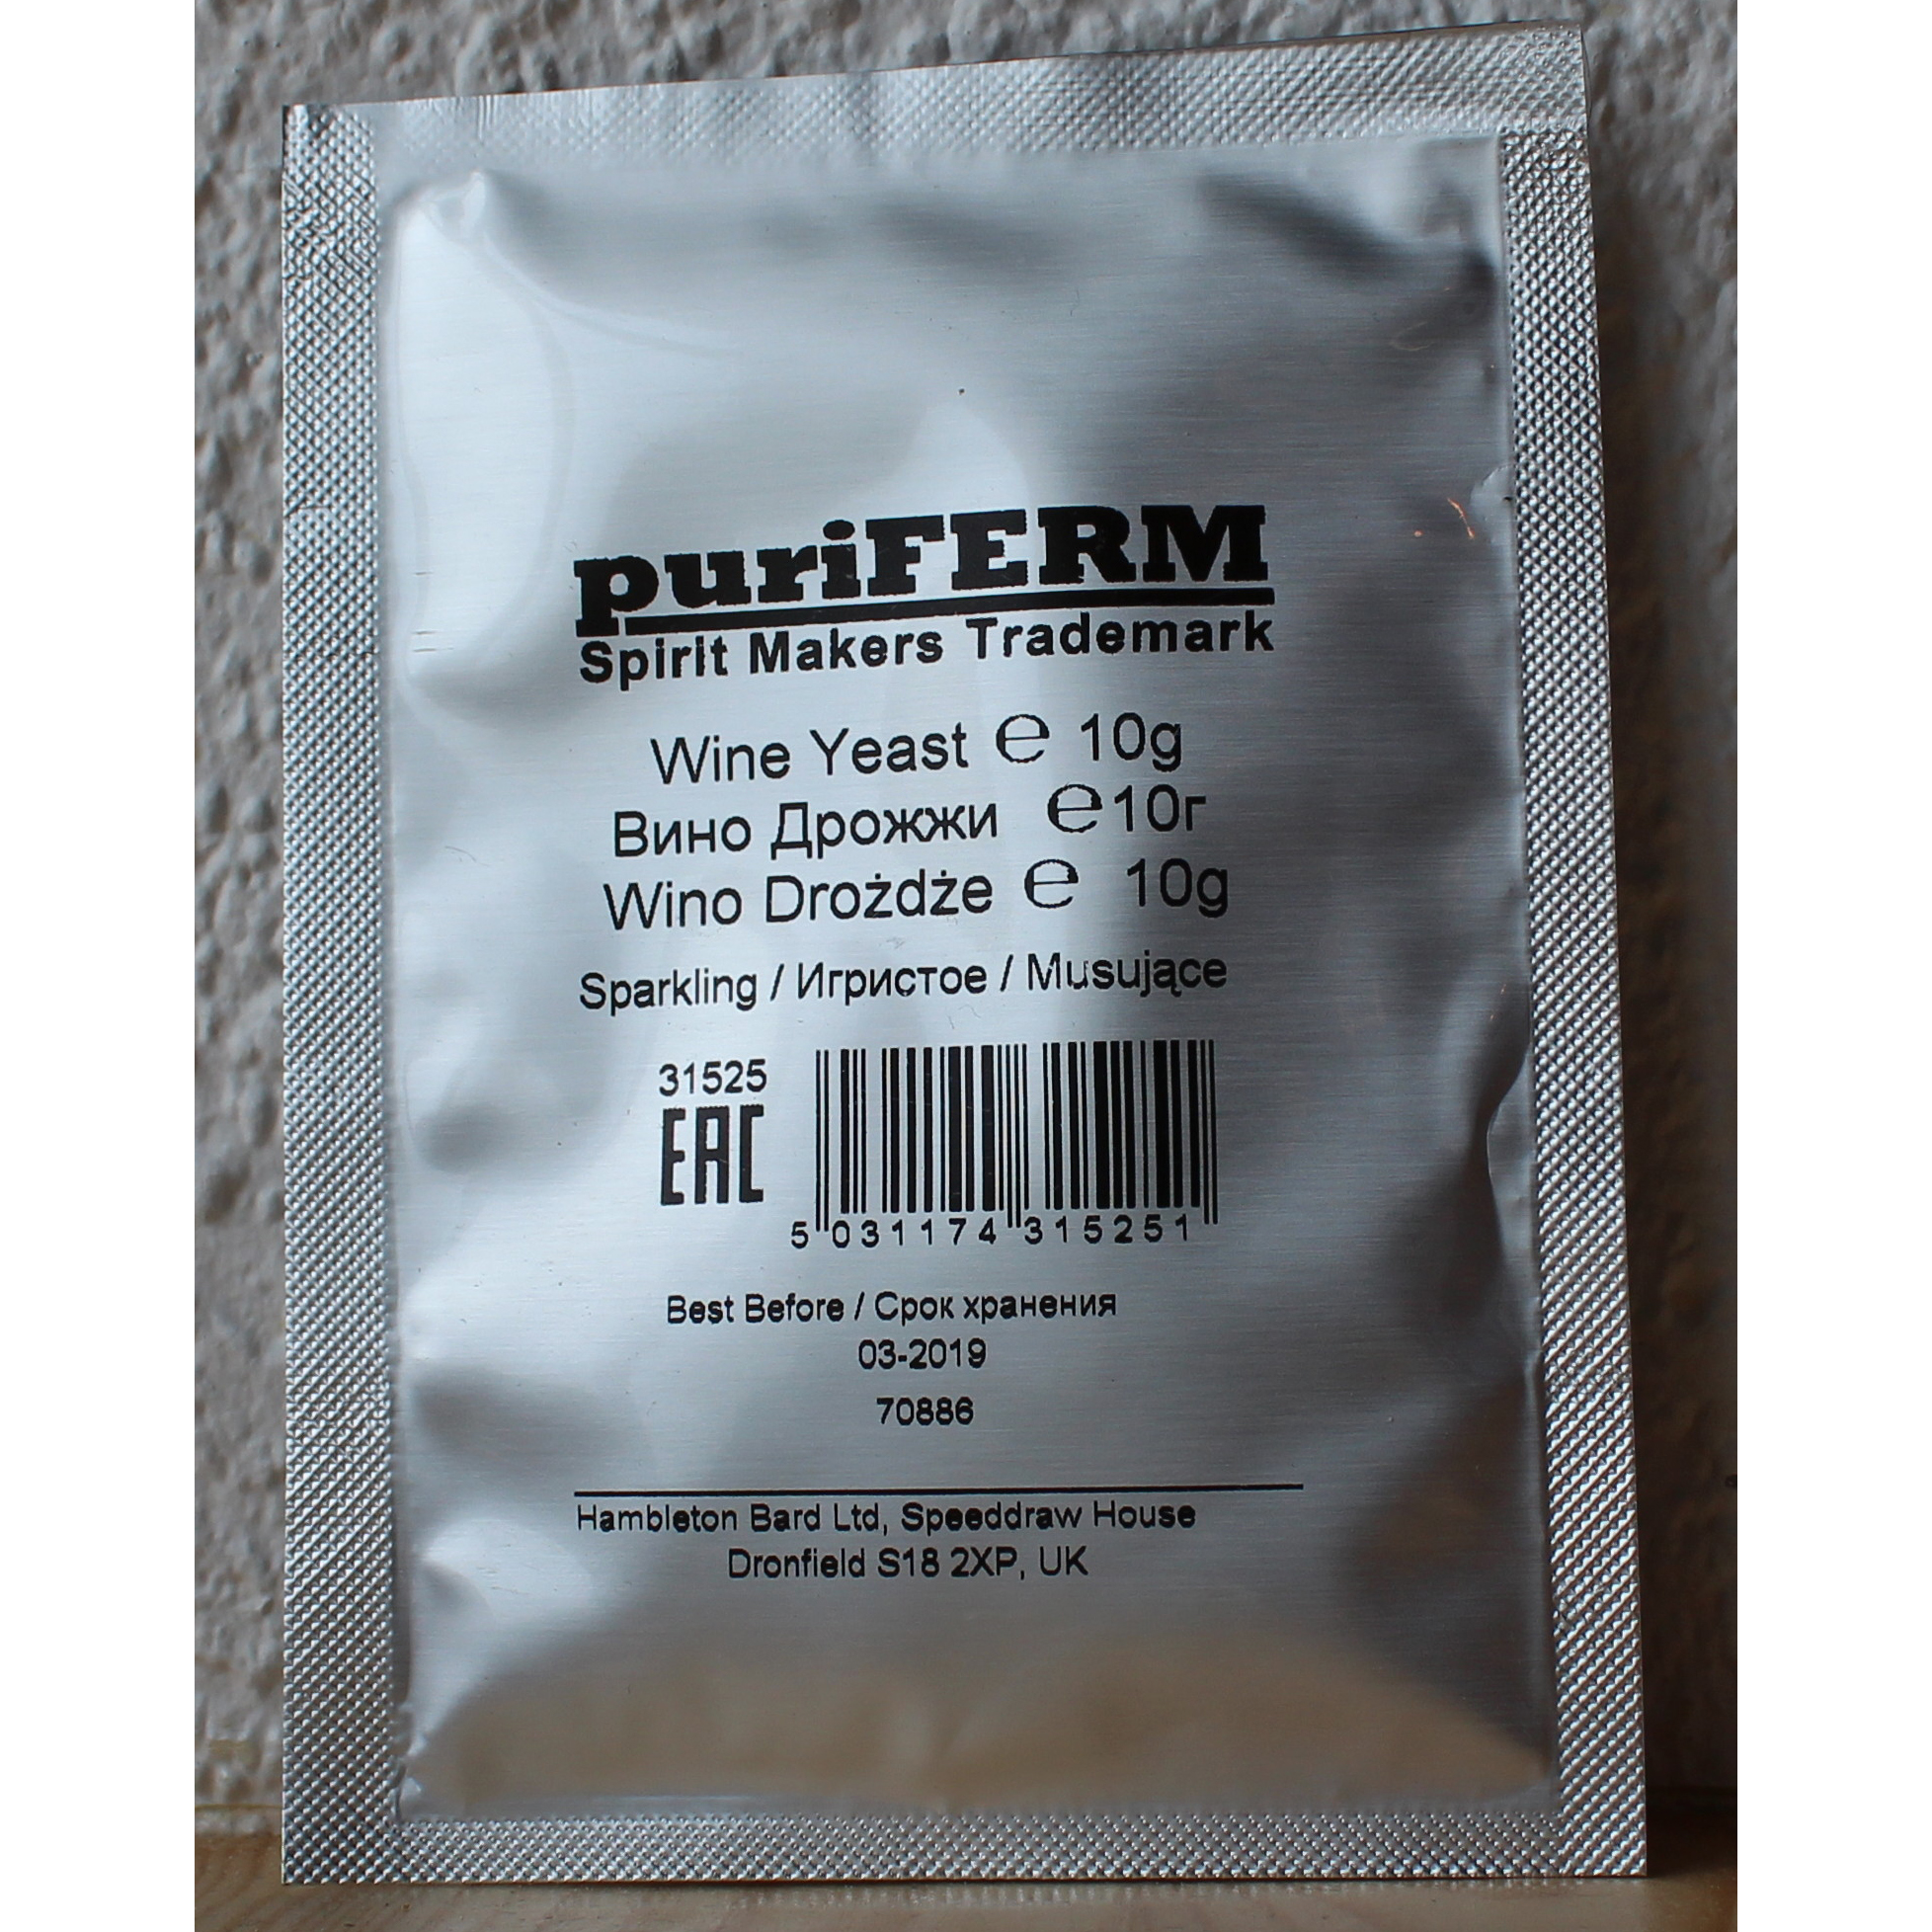 puriFERM
Spirit Makers Trademark
Wine Yeast ℮ 10g
Вино Дрожжи ℮10г
Wino Drożdże ℮ 10g
Sparkling / Игристое / Musujące
31525
EAC
5 031174 315251
Best Before / Срок хранения
03-2019
70886
Hambleton Bard Ltd, Speeddraw House
Dronfield S18 2XP, UK